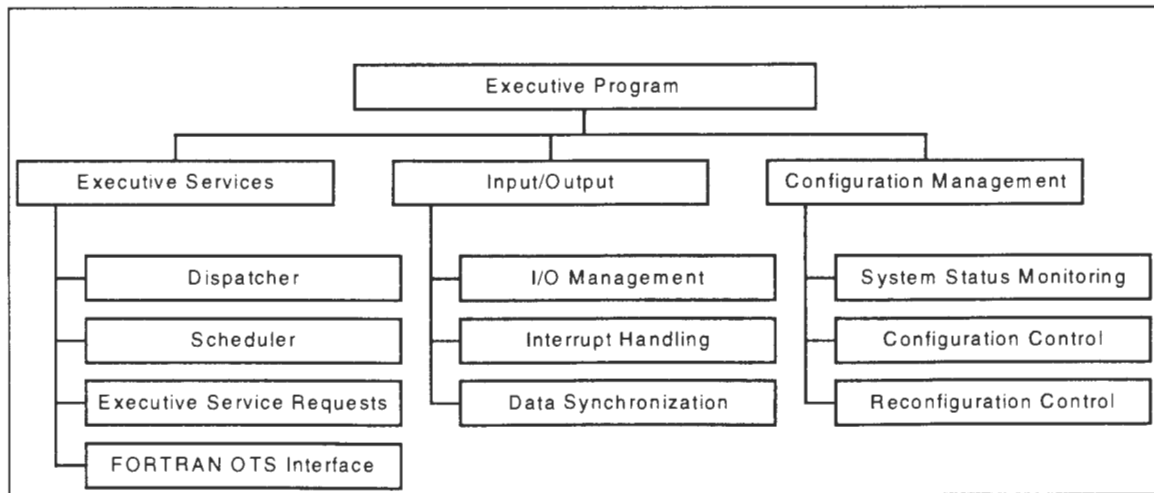 Executive Program
Executive Services
Input/Output
Configuration Management
Dispatcher
I/O Management
System Status Monitoring
Scheduler
Interrupt Handling
Configuration Control
Executive Service Requests
Data Synchronization
Reconfiguration Control
FORTRAN OTS Interface